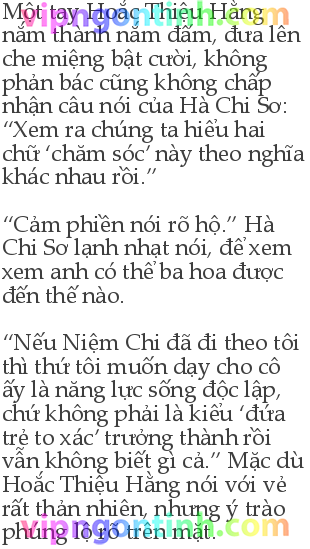 Một tay Hoắc Thiệu Hằng
nắm thành nắm đấm, đưa lên
che miệng bật cười, không
phản bác cũng không chấp
nhận câu nói của Hà Chi Sơ:
“Xem ra chúng ta hiểu hai
chữ ‘chăm sóc’ này theo nghĩa
khác nhau rồi.”
“Cảm phiền nói rõ hộ.” Hà
Chi Sơ lạnh nhạt nói, để xem
xem anh có thể ba hoa được
đến thế nào.
“Nếu Niệm Chi đã đi theo tôi
thì thứ tôi muốn dạy cho cô
ấy là năng lực sống độc lập,
chứ không phải là kiểu ‘đứa
trẻ to xác’ trưởng thành rồi
vẫn không biết gì cả.” Mặc dù
Hoắc Thiệu Hằng nói với vẻ
rất thản nhiên, nhưng ý trào
phúng lộ rõ trên mặt.
vipngontinh.com
vipngontinh.com